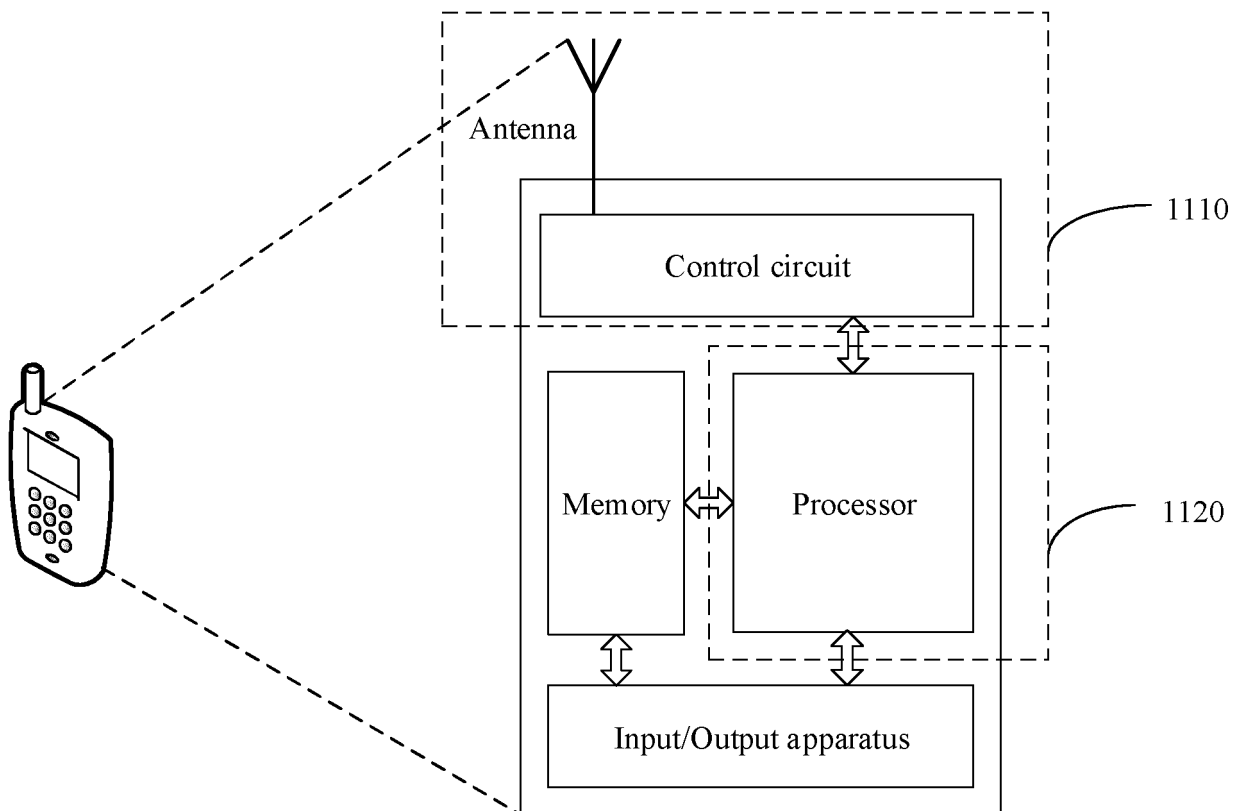 Antenna
1110
Control circuit
Memory
Processor
1120
Input/Output apparatus